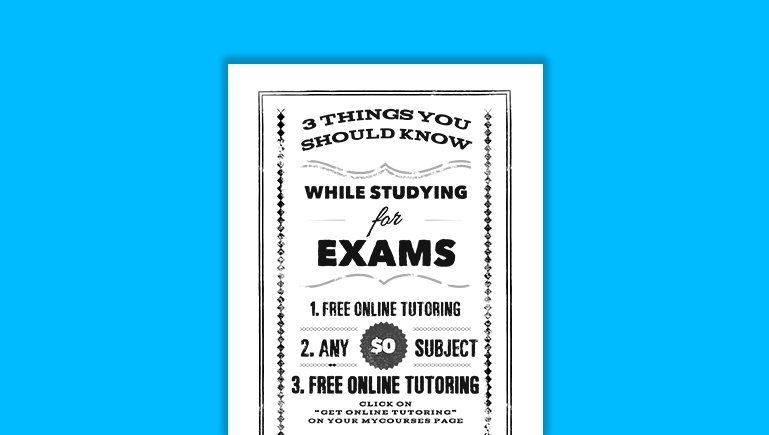 3 THINGS YOU
SHOULD KNOW
WHILE STUDYING
for
EXAMS
1. FREE ONLINE TUTORING
2. ANY $0 SUBJECT
3. FREE ONLINE TUTORING
CLICK ON
"GET ONLINE TUTORING"
ON YOUR MYCOURSES PAGE